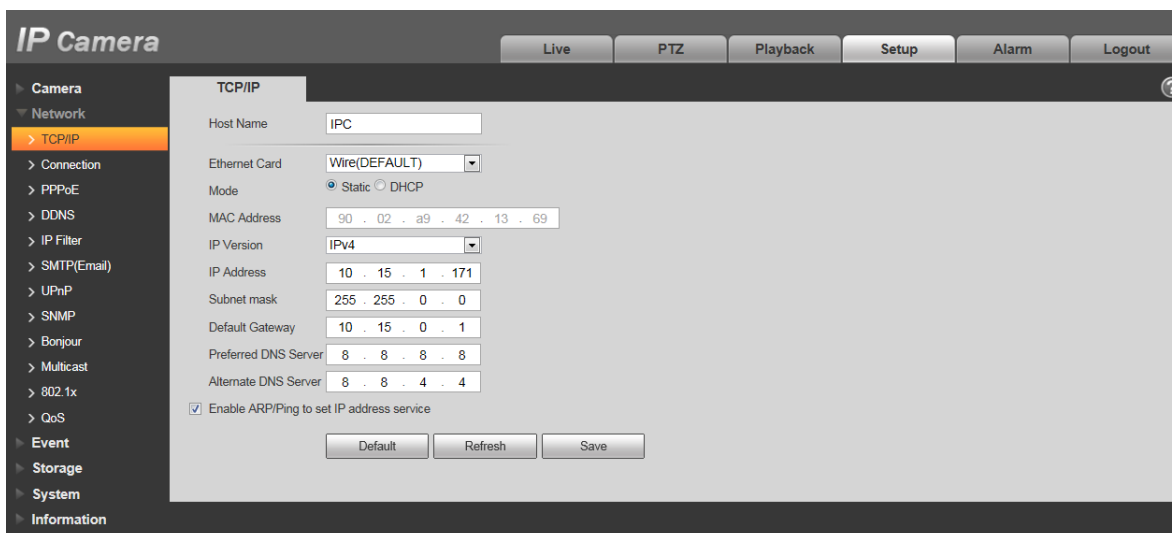 IP Camera
Live PTZ Playback Setup Alarm Logout
Camera
Network
TCP/IP
Connection
PPPoE
DDNS
IP Filter
SMTP(Email)
UPnP
SNMP
Bonjour
Multicast
802.1x
QoS
Event
Storage
System
Information
TCP/IP
Host Name IPC
Ethernet Card Wire(DEFAULT)
Mode Static DHCP
MAC Address 90 . 02 . a9 . 42 . 13 . 69
IP Version IPv4
IP Address 10 . 15 . 1 . 171
Subnet mask 255 . 255 . 0 . 0
Default Gateway 10 . 15 . 0 . 1
Preferred DNS Server 8 . 8 . 8 . 8
Alternate DNS Server 8 . 8 . 4 . 4
Enable ARP/Ping to set IP address service
Default Refresh Save